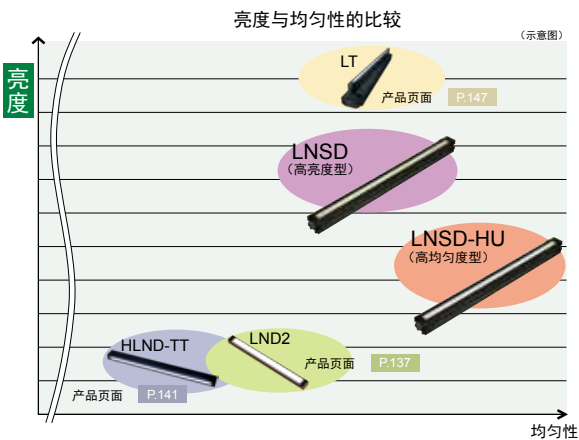 亮度与均匀性的比较
（示意图）
亮度
LT
产品页面 P.147
LNSD
（高亮度型）
LNSD-HU
（高均匀度型）
HLND-TT
LND2
产品页面 P.137
产品页面 P.141
均匀性